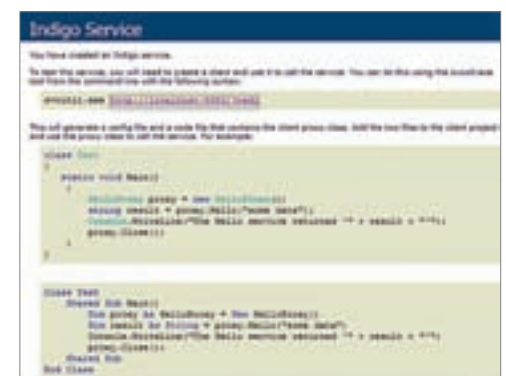 Indigo Service
You have created an Indigo service.
To test this service, you will need to create a client and use it to call the service. You can do this using the svcutil.exe
tool from the command line with the following syntax:
svcutil.exe
This will generate a config file and a code file that contains the client proxy class. Add the two files to the client project
and use the proxy class to call the service. For example:
class Test
{
static void Main()
{
HelloProxy proxy = new HelloProxy();
string result = proxy.Hello("some data");
Console.WriteLine("The Hello service returned '" + result + "'");
proxy.Close();
}
}
Class Test
Shared Sub Main()
Dim proxy As HelloProxy = New HelloProxy()
Dim result As String = proxy.Hello("some data")
Console.WriteLine("The Hello service returned '" + result + "'")
proxy.Close()
Shared Sub
End Class